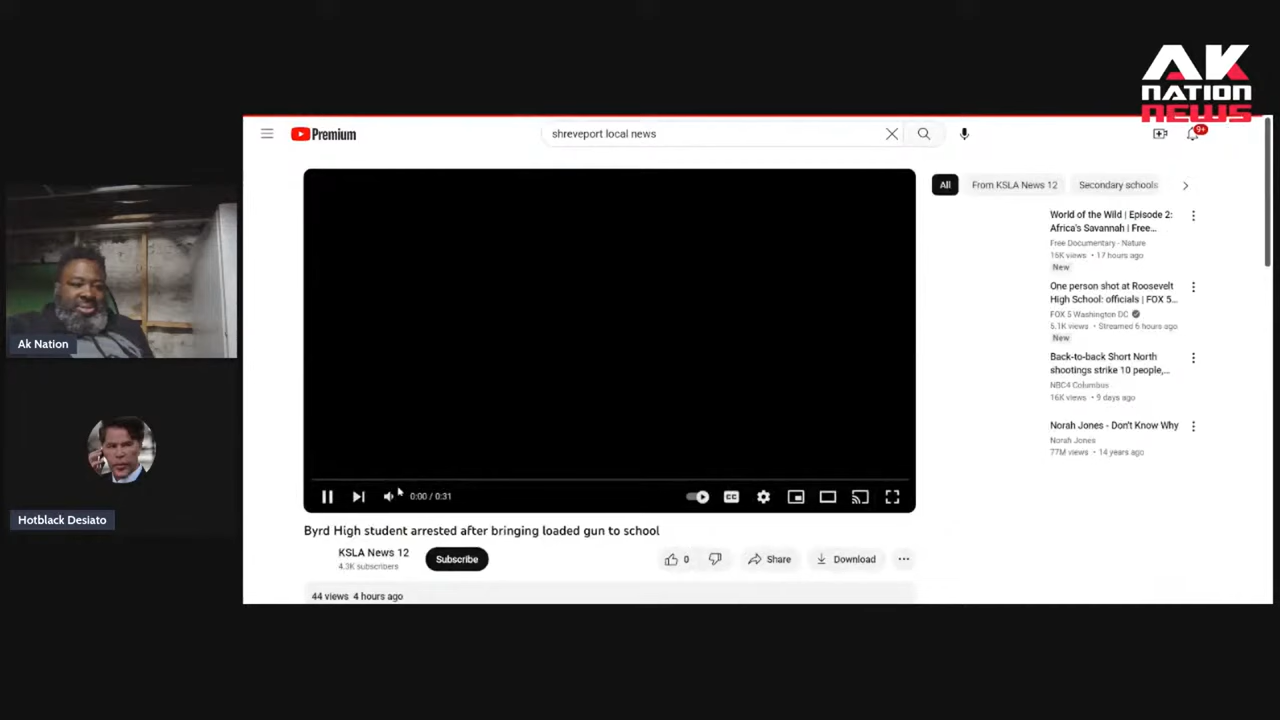 AK
NATION
NEWS
Premium
shreveport local news
9+
All
From KSLA News 12
Secondary schools
World of the Wild | Episode 2:
Africa's Savannah | Free...
Free Documentary - Nature
16K views • 17 hours ago
New
One person shot at Roosevelt
High School: officials | FOX 5...
FOX 5 Washington DC
5.1K views • Streamed 6 hours ago
New
Back-to-back Short North
shootings strike 10 people,...
NBC4 Columbus
16K views • 9 days ago
Norah Jones - Don't Know Why
Norah Jones
77M views • 14 years ago
Ak Nation
Hotblack Desiato
0:00 / 0:31
CC
Byrd High student arrested after bringing loaded gun to school
KSLA News 12
4.3K subscribers
Subscribe
0
Share
Download
44 views 4 hours ago